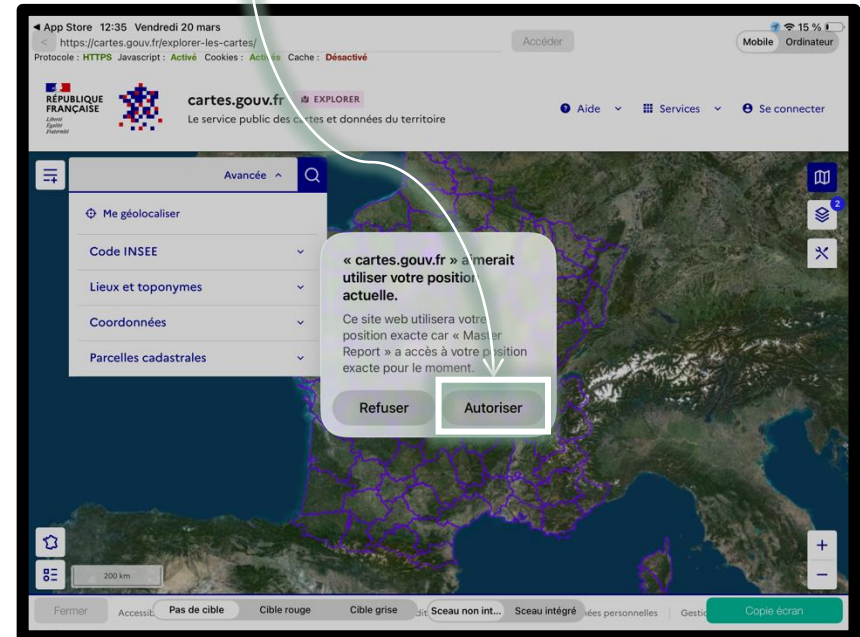 App Store 12:35 Vendredi 20 mars
15 %
https://cartes.gouv.fr/explorer-les-cartes/
Accéder
Mobile Ordinateur
Protocole : HTTPS Javascript : Activé Cookies : Activés Cache : Désactivé
RÉPUBLIQUE
FRANÇAISE
Liberté
Égalité
Fraternité
cartes.gouv.fr EXPLORER
Le service public des cartes et données du territoire
Aide
Services
Se connecter
Avancée
2
Me géolocaliser
Code INSEE
Lieux et toponymes
Coordonnées
Parcelles cadastrales
« cartes.gouv.fr » aimerait
utiliser votre position
actuelle.
Ce site web utilisera votre
position exacte car « Master
Report » a accès à votre position
exacte pour le moment.
Refuser
Autoriser
200 km
+
−
Fermer
Pas de cible
Cible rouge
Cible grise
Sceau non int...
Sceau intégré
personnelles
Copie écran